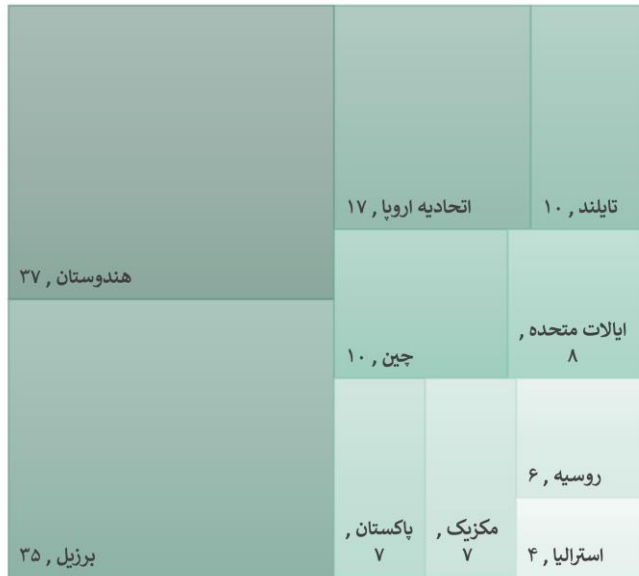 هندوستان , ۳۷
برزیل , ۳۵
اتحادیه اروپا , ۱۷
تایلند , ۱۰
چین , ۱۰
ایالات متحده ,
۸
پاکستان ,
۷
مکزیک ,
۷
روسیه , ۶
استرالیا , ۴